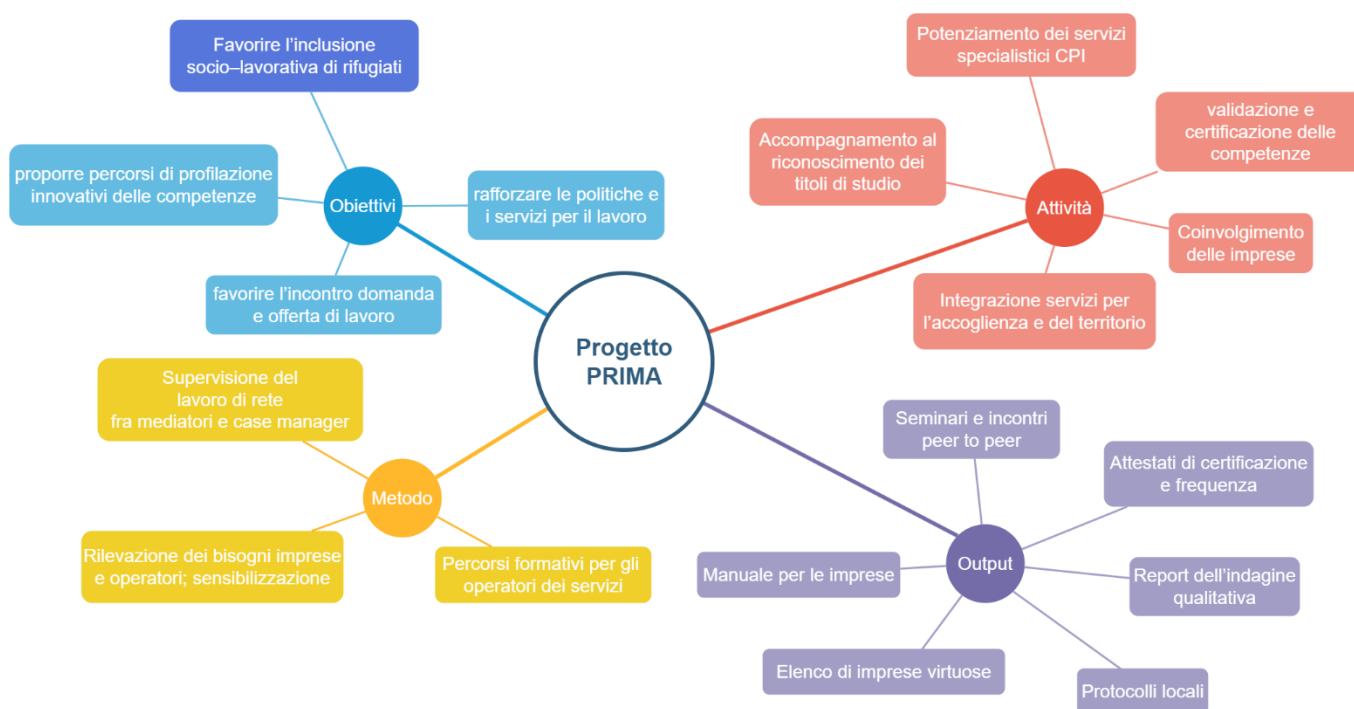 Favorire l'inclusione
socio–lavorativa di rifugiati
proporre percorsi di profilazione
innovativi delle competenze
Obiettivi
rafforzare le politiche e
i servizi per il lavoro
favorire l'incontro domanda
e offerta di lavoro
Potenziamento dei servizi
specialistici CPI
validazione e
certificazione delle
competenze
Accompagnamento al
riconoscimento dei
titoli di studio
Attività
Coinvolgimento
delle imprese
Integrazione servizi per
l'accoglienza e del territorio
Progetto
PRIMA
Supervisione del
lavoro di rete
fra mediatori e case manager
Metodo
Rilevazione dei bisogni imprese
e operatori; sensibilizzazione
Percorsi formativi per gli
operatori dei servizi
Seminari e incontri
peer to peer
Attestati di certificazione
e frequenza
Output
Manuale per le imprese
Report dell'indagine
qualitativa
Elenco di imprese virtuose
Protocolli locali